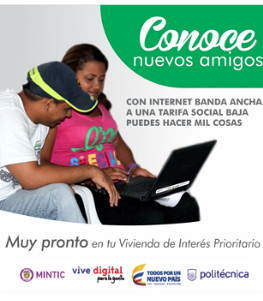 Conoce
nuevos amigos
CON INTERNET BANDA ANCHA
A UNA TARIFA SOCIAL BAJA
PUEDES HACER MIL COSAS
Muy pronto en tu Vivienda de Interés Prioritario
MINTIC
vive digital
para la gente
TODOS POR UN
NUEVO PAÍS
politécnica